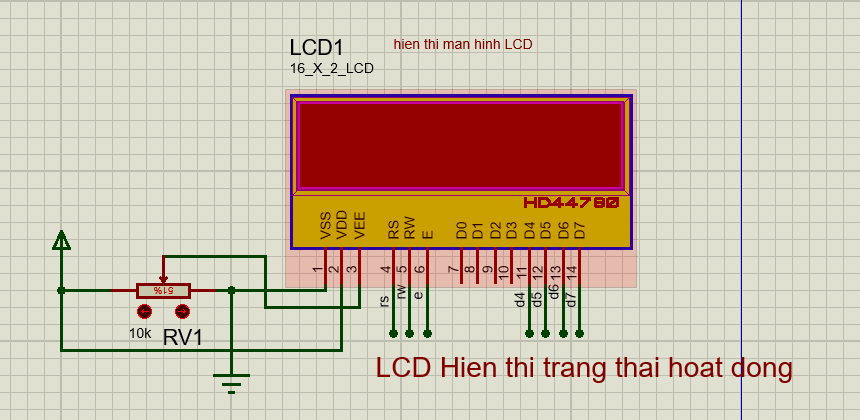 LCD1
hien thi man hinh LCD
16_X_2_LCD
HD44780
VSS VDD VEE RS RW E D0 D1 D2 D3 D4 D5 D6 D7
1 2 3 4 5 6 7 8 9 10 11 12 13 14
rs rw e d4 d5 d6 d7
51%
10k
RV1
LCD Hien thi trang thai hoat dong